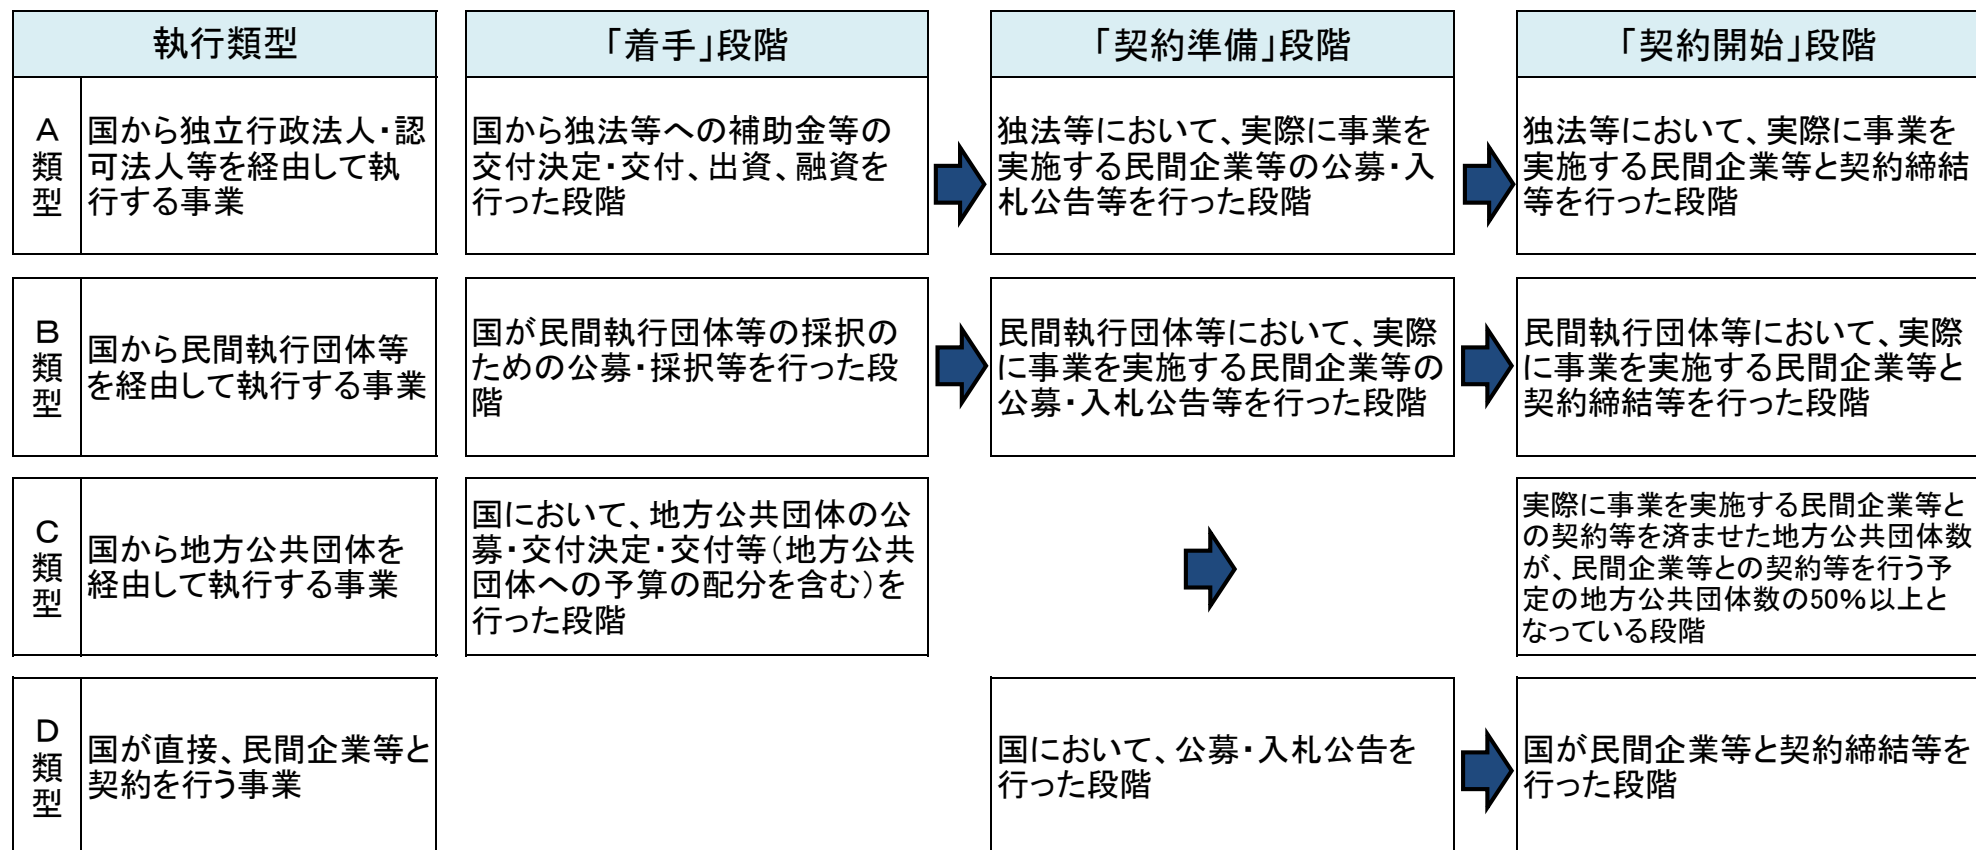 執行類型
「着手」段階
「契約準備」段階
「契約開始」段階
A
類
型
国から独立行政法人・認
可法人等を経由して執
行する事業
国から独法等への補助金等の
交付決定・交付、出資、融資を
行った段階
独法等において、実際に事業を
実施する民間企業等の公募・入
札公告等を行った段階
独法等において、実際に事業を
実施する民間企業等と契約締結
等を行った段階
B
類
型
国から民間執行団体等
を経由して執行する事業
国が民間執行団体等の採択の
ための公募・採択等を行った段
階
民間執行団体等において、実際
に事業を実施する民間企業等の
公募・入札公告等を行った段階
民間執行団体等において、実際
に事業を実施する民間企業等と
契約締結等を行った段階
C
類
型
国から地方公共団体を
経由して執行する事業
国において、地方公共団体の公
募・交付決定・交付等(地方公共
団体への予算の配分を含む)を
行った段階
実際に事業を実施する民間企業等と
の契約等を済ませた地方公共団体数
が、民間企業等との契約等を行う予
定の地方公共団体数の50%以上と
なっている段階
D
類
型
国が直接、民間企業等と
契約を行う事業
国において、公募・入札公告を
行った段階
国が民間企業等と契約締結等を
行った段階